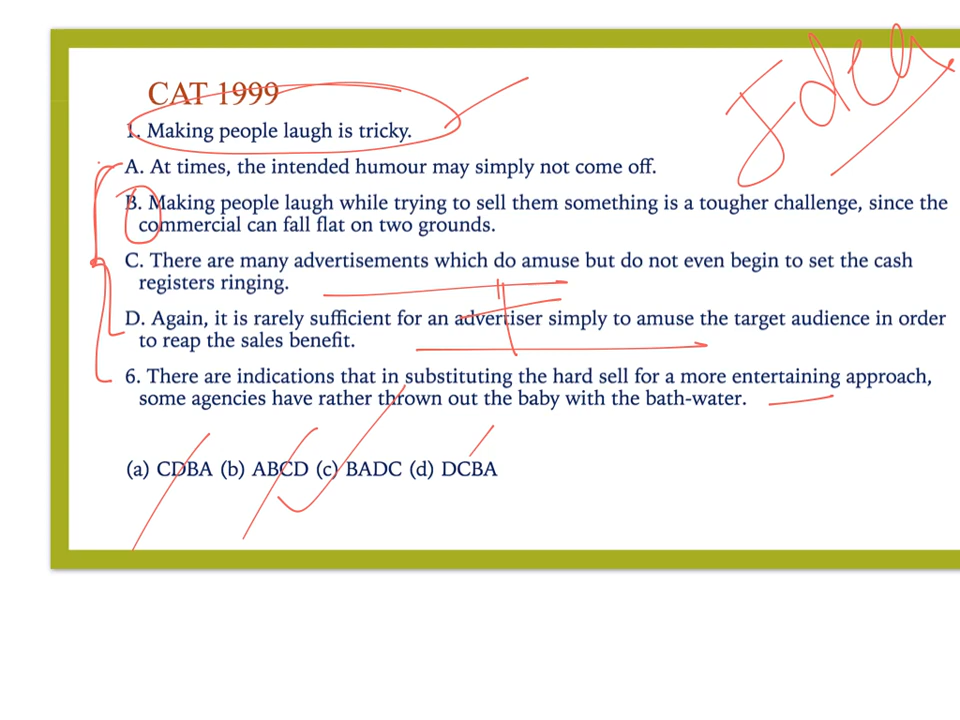 CAT 1999
1. Making people laugh is tricky.
A. At times, the intended humour may simply not come off.
B. Making people laugh while trying to sell them something is a tougher challenge, since the
commercial can fall flat on two grounds.
C. There are many advertisements which do amuse but do not even begin to set the cash
registers ringing.
D. Again, it is rarely sufficient for an advertiser simply to amuse the target audience in order
to reap the sales benefit.
6. There are indications that in substituting the hard sell for a more entertaining approach,
some agencies have rather thrown out the baby with the bath-water.
(a) CDBA (b) ABCD (c) BADC (d) DCBA